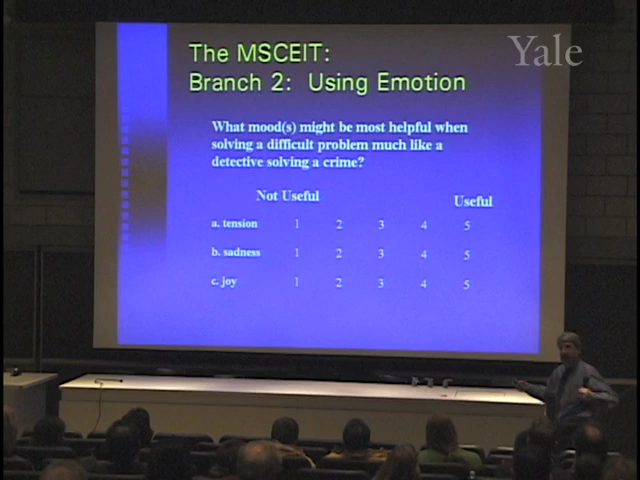 Yale
The MSCEIT:
Branch 2: Using Emotion
What mood(s) might be most helpful when
solving a difficult problem much like a
detective solving a crime?
Not Useful Useful
a. tension 1 2 3 4 5
b. sadness 1 2 3 4 5
c. joy 1 2 3 4 5